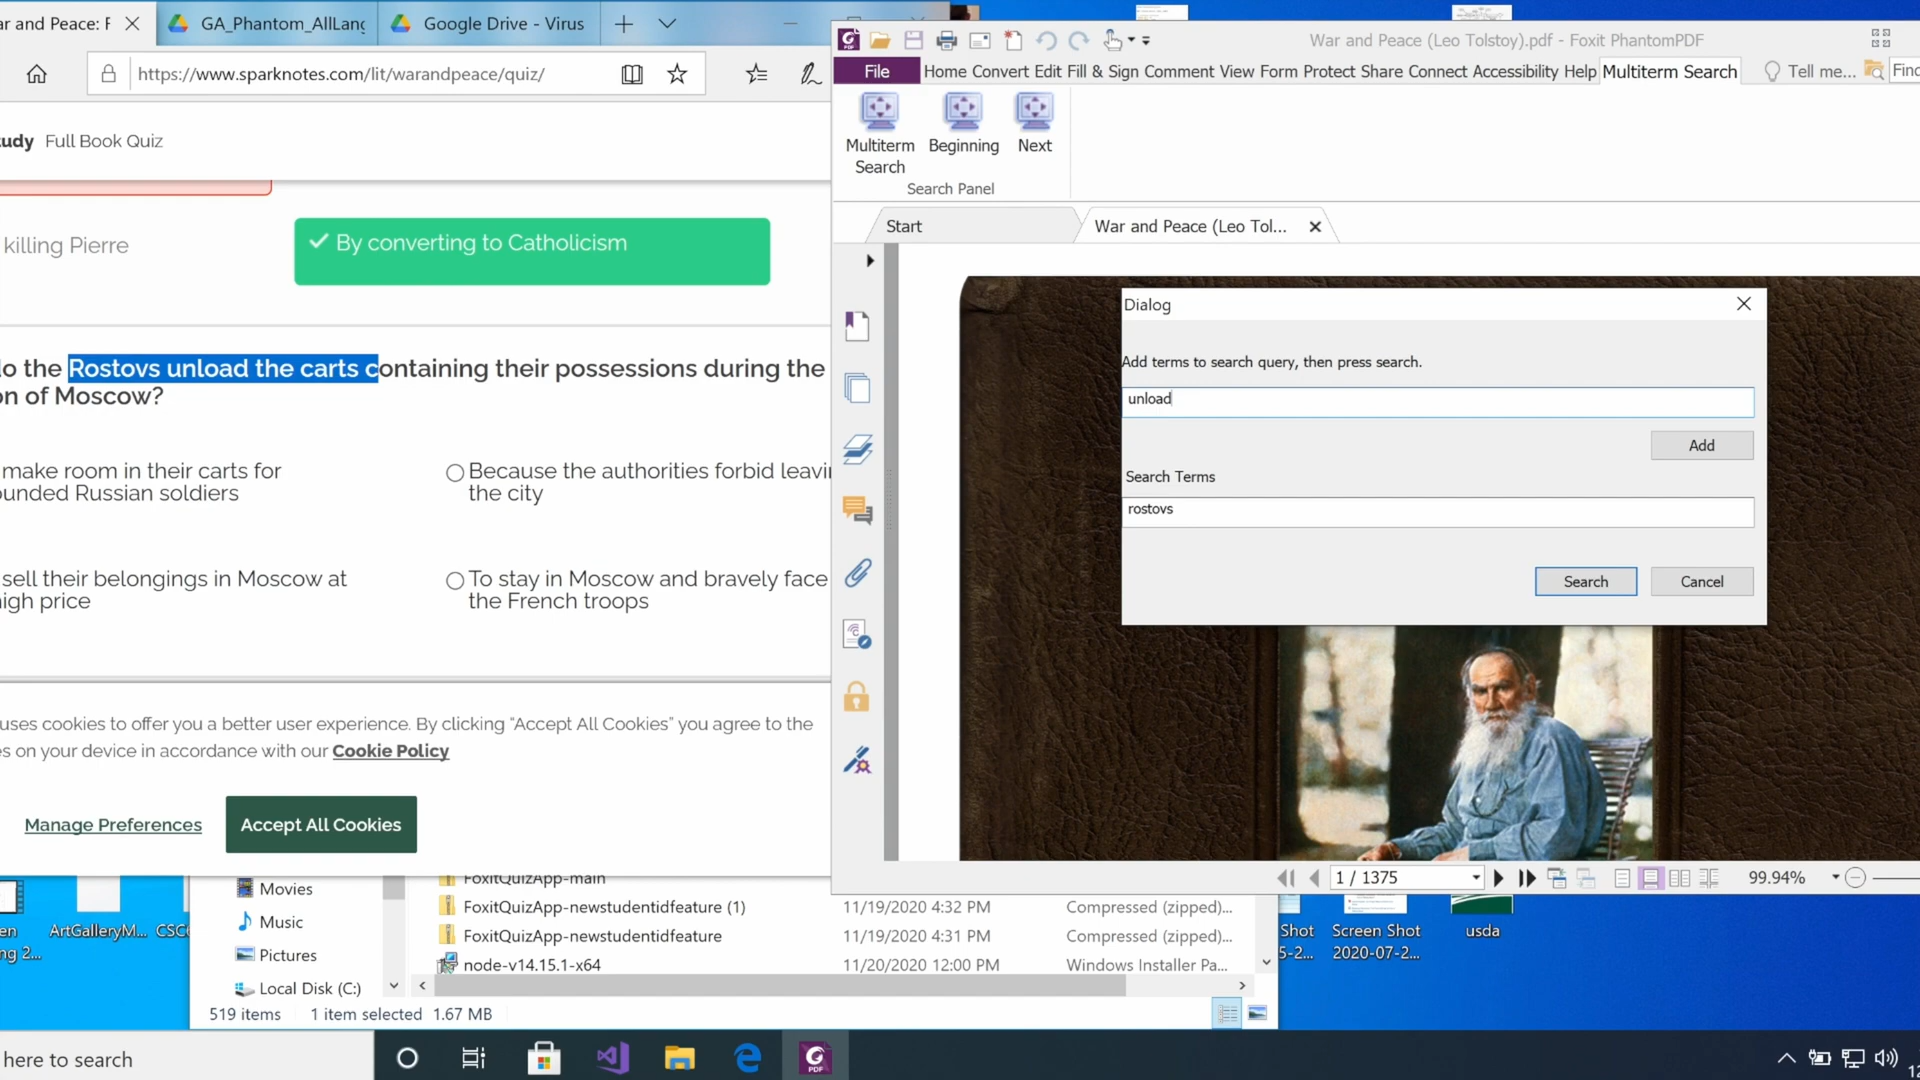 ar and Peace: F
GA_Phantom_AllLang
Google Drive - Virus
https://www.sparknotes.com/lit/warandpeace/quiz/
udy Full Book Quiz
killing Pierre
By converting to Catholicism
o the Rostovs unload the carts containing their possessions during the
on of Moscow?
make room in their carts for
ounded Russian soldiers
Because the authorities forbid leavi
the city
sell their belongings in Moscow at
igh price
To stay in Moscow and bravely face
the French troops
uses cookies to offer you a better user experience. By clicking “Accept All Cookies” you agree to the
es on your device in accordance with our Cookie Policy
Manage Preferences
Accept All Cookies
War and Peace (Leo Tolstoy).pdf - Foxit PhantomPDF
File Home Convert Edit Fill & Sign Comment View Form Protect Share Connect Accessibility Help Multiterm Search Tell me... Find
Multiterm
Search
Beginning
Next
Search Panel
Start
War and Peace (Leo Tol...
Dialog
Add terms to search query, then press search.
unload
Add
Search Terms
rostovs
Search
Cancel
1 / 1375
99.94%
en
ng 2...
ArtGalleryM...
CSC
Movies
Music
Pictures
Local Disk (C:)
FoxitQuizApp-main
FoxitQuizApp-newstudentidfeature (1) 11/19/2020 4:32 PM Compressed (zipped)...
FoxitQuizApp-newstudentidfeature 11/19/2020 4:31 PM Compressed (zipped)...
node-v14.15.1-x64 11/20/2020 12:00 PM Windows Installer Pa...
519 items 1 item selected 1.67 MB
Shot
5-2...
Screen Shot
2020-07-2...
usda
here to search
PDF